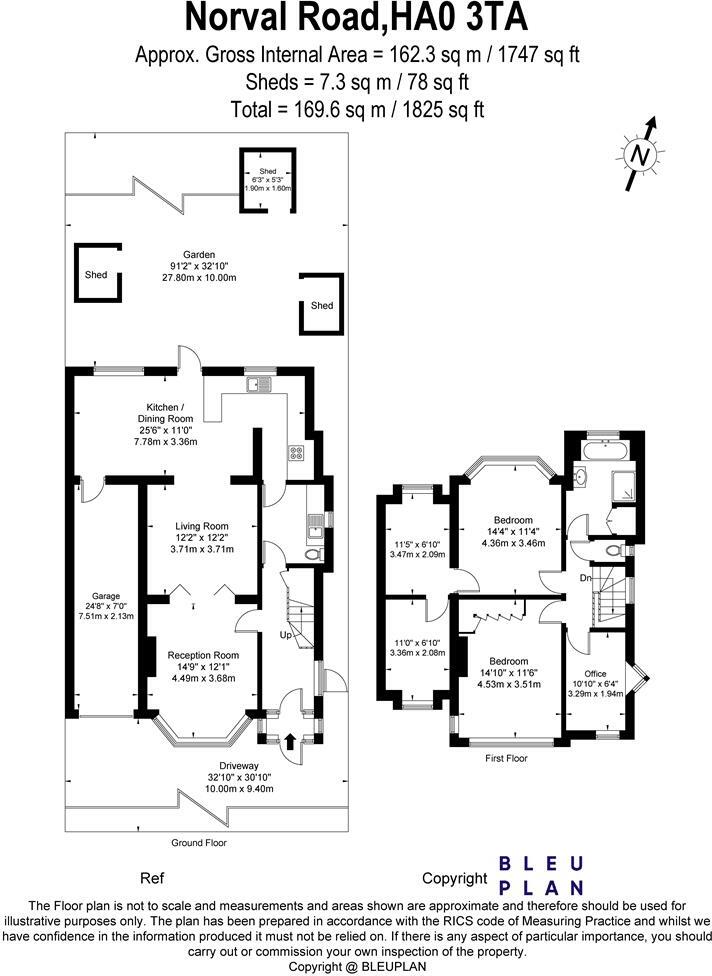 Norval Road,HA0 3TA
Approx. Gross Internal Area = 162.3 sq m / 1747 sq ft
Sheds = 7.3 sq m / 78 sq ft
Total = 169.6 sq m / 1825 sq ft
N
Shed
6'3" x 5'3"
1.90m x 1.60m
Garden
91'2" x 32'10"
27.80m x 10.00m
Shed
Shed
Kitchen /
Dining Room
25'6" x 11'0"
7.78m x 3.36m
Living Room
12'2" x 12'2"
3.71m x 3.71m
Garage
24'8" x 7'0"
7.51m x 2.13m
Up
Reception Room
14'9" x 12'1"
4.49m x 3.68m
Driveway
32'10" x 30'10"
10.00m x 9.40m
Ground Floor
Bedroom
14'4" x 11'4"
4.36m x 3.46m
11'5" x 6'10"
3.47m x 2.09m
Dn
11'0" x 6'10"
3.36m x 2.08m
Bedroom
14'10" x 11'6"
4.53m x 3.51m
Office
10'10" x 6'4"
3.29m x 1.94m
First Floor
Ref
Copyright
BLEU
PLAN
The Floor plan is not to scale and measurements and areas shown are approximate and therefore should be used for
illustrative purposes only. The plan has been prepared in accordance with the RICS code of Measuring Practice and whilst we
have confidence in the information produced it must not be relied on. If there is any aspect of particular importance, you should
carry out or commission your own inspection of the property.
Copyright @ BLEUPLAN